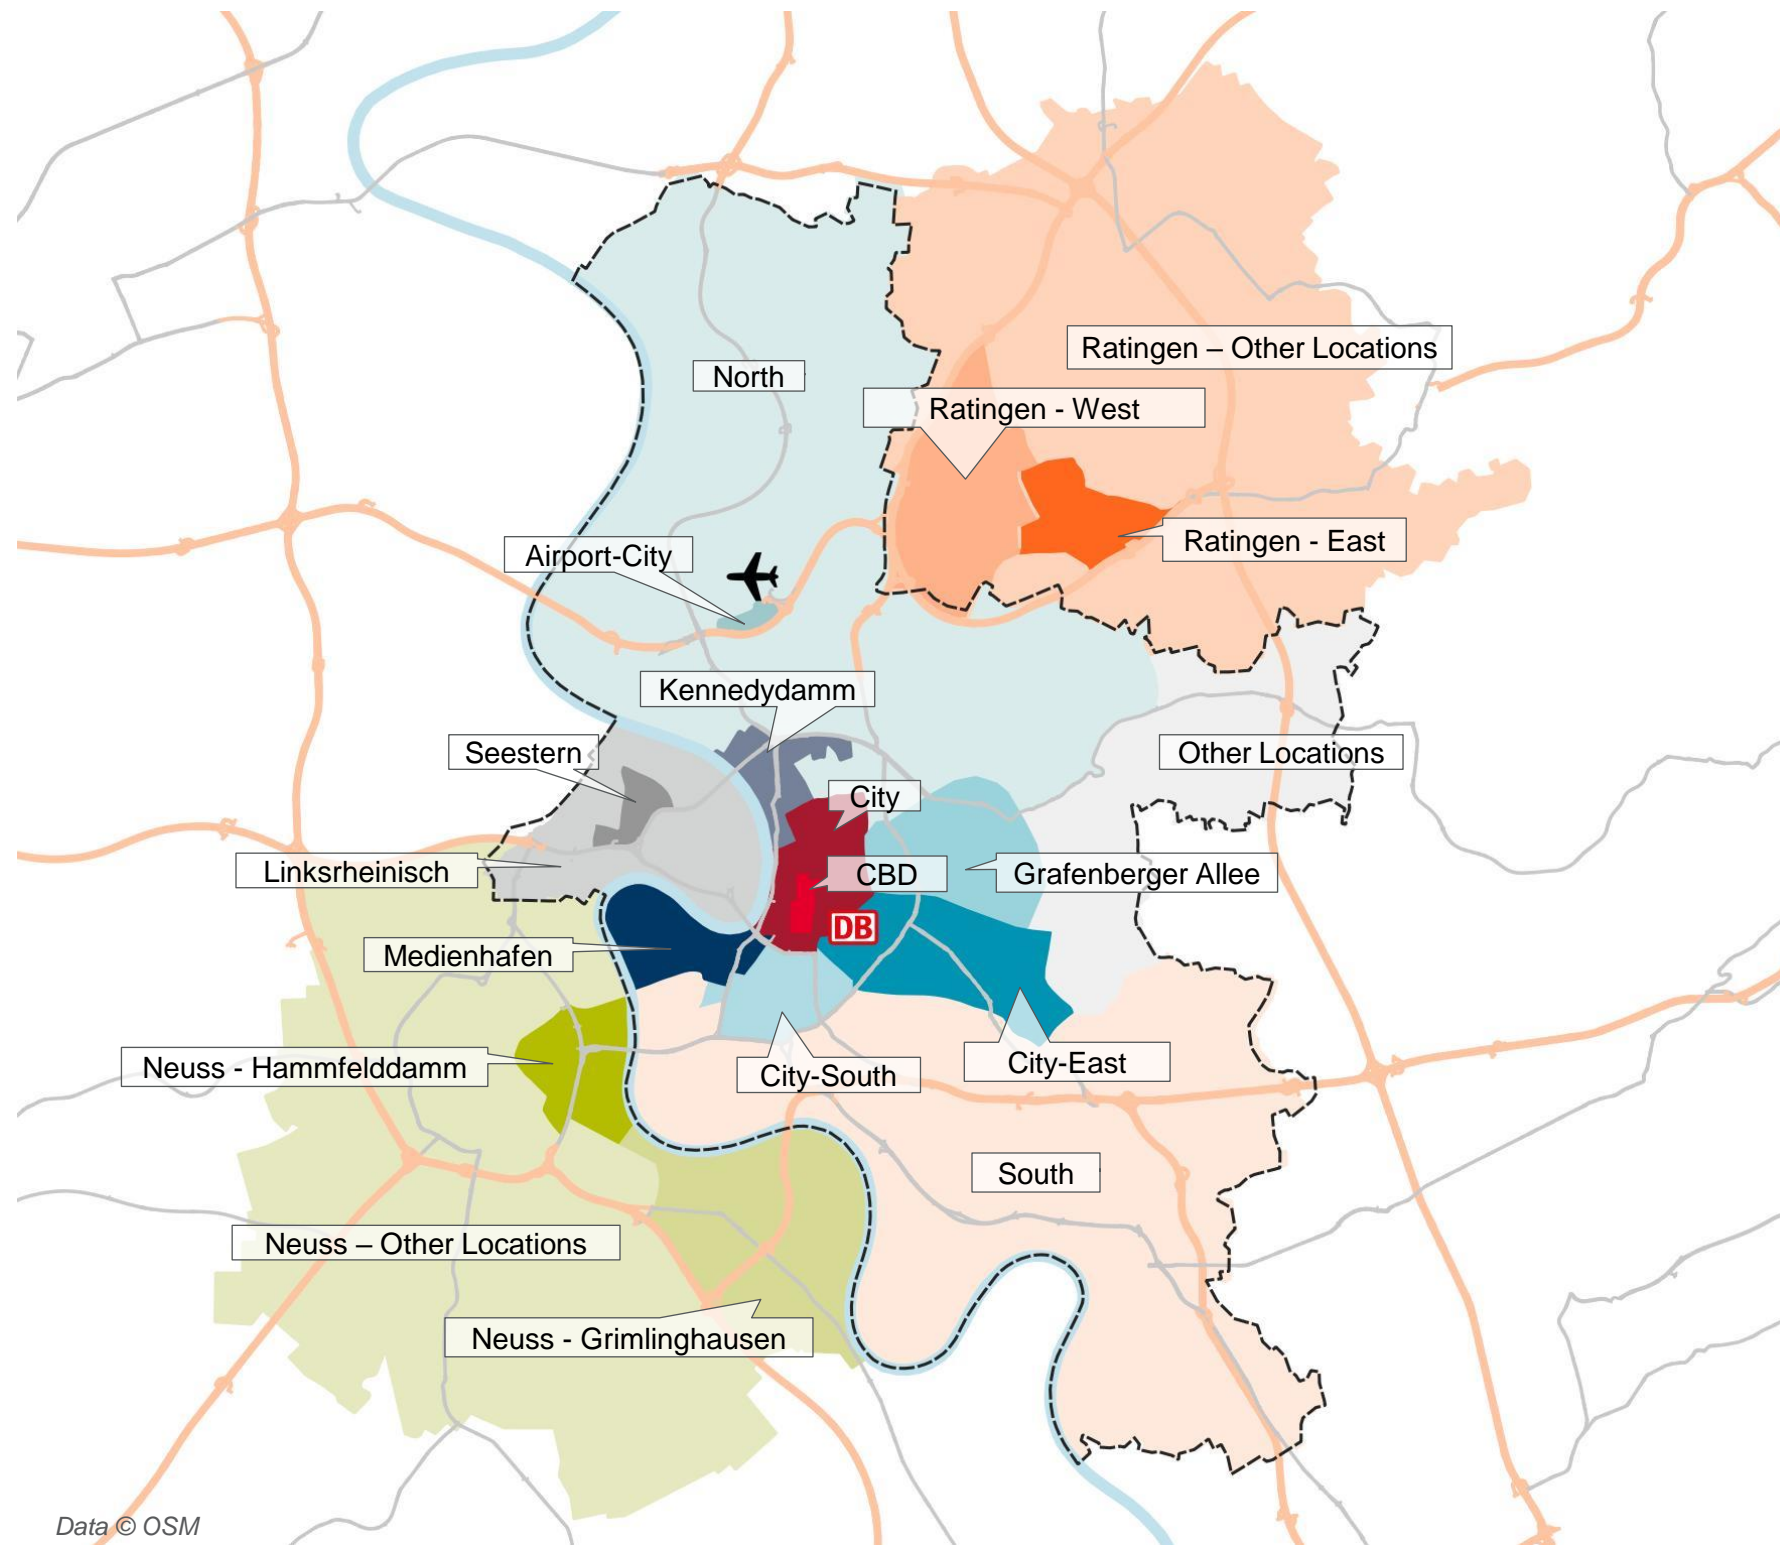 Ratingen – Other Locations
North
Ratingen - West
Ratingen - East
Airport-City
Kennedydamm
Seestern
Other Locations
City
Linksrheinisch
CBD
Grafenberger Allee
DB
Medienhafen
Neuss - Hammfelddamm
City-South
City-East
South
Neuss – Other Locations
Neuss - Grimlinghausen
Data © OSM